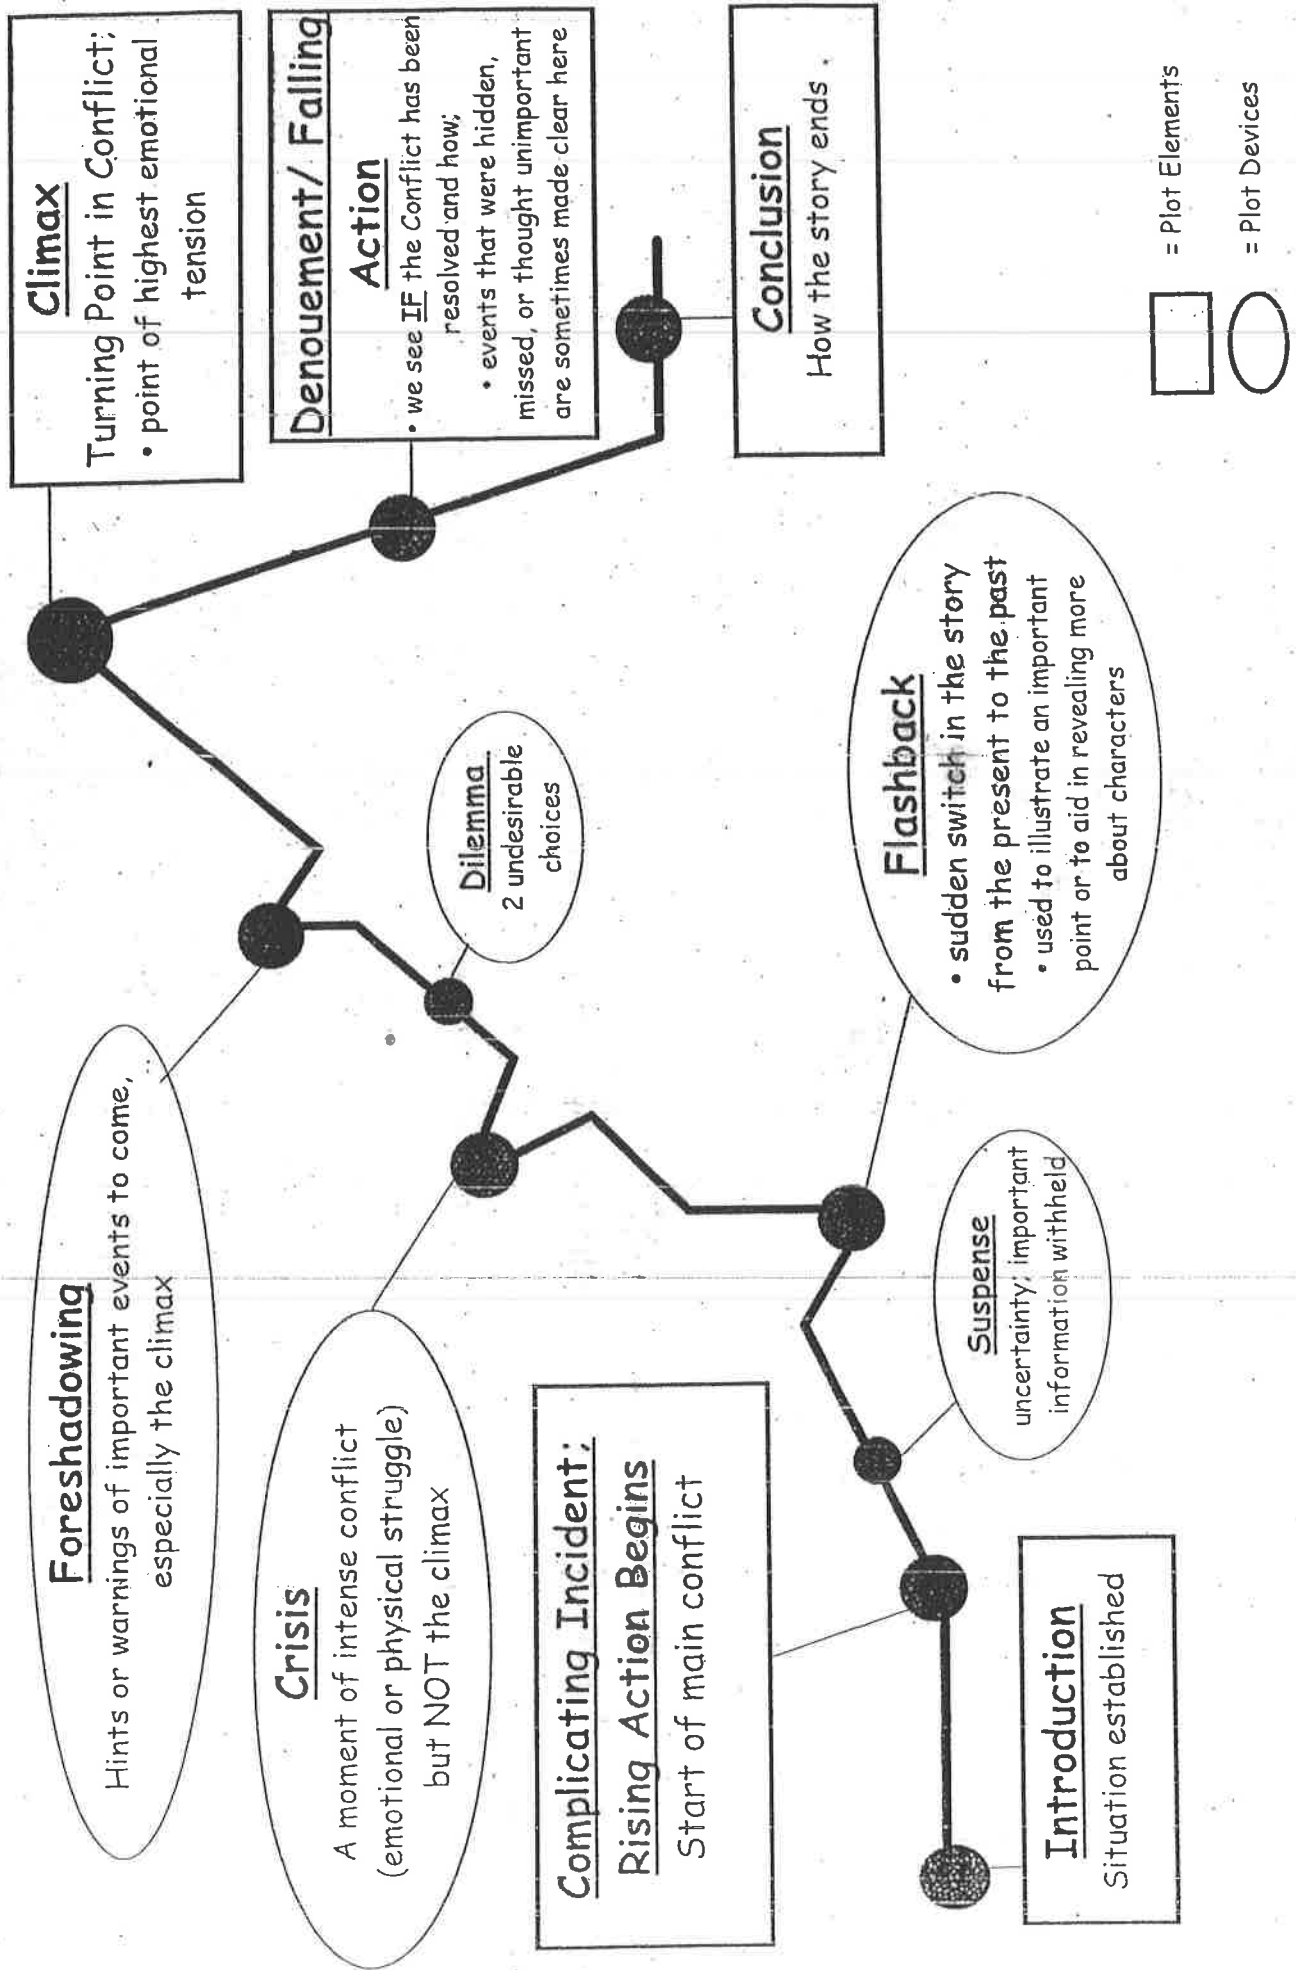 Foreshadowing
Hints or warnings of important events to come,
especially the climax
Climax
Turning Point in Conflict;
• point of highest emotional
tension
Crisis
A moment of intense conflict
(emotional or physical struggle)
but NOT the climax
Denouement/ Falling
Action
• we see IF the Conflict has been
resolved and how;
• events that were hidden,
missed, or thought unimportant
are sometimes made clear here
Dilemma
2 undesirable
choices
Complicating Incident;
Rising Action Begins
Start of main conflict
Conclusion
How the story ends.
Flashback
• sudden switch in the story
from the present to the past
• used to illustrate an important
point or to aid in revealing more
about characters
Suspense
uncertainty; important
information withheld
Introduction
Situation established
= Plot Elements
= Plot Devices